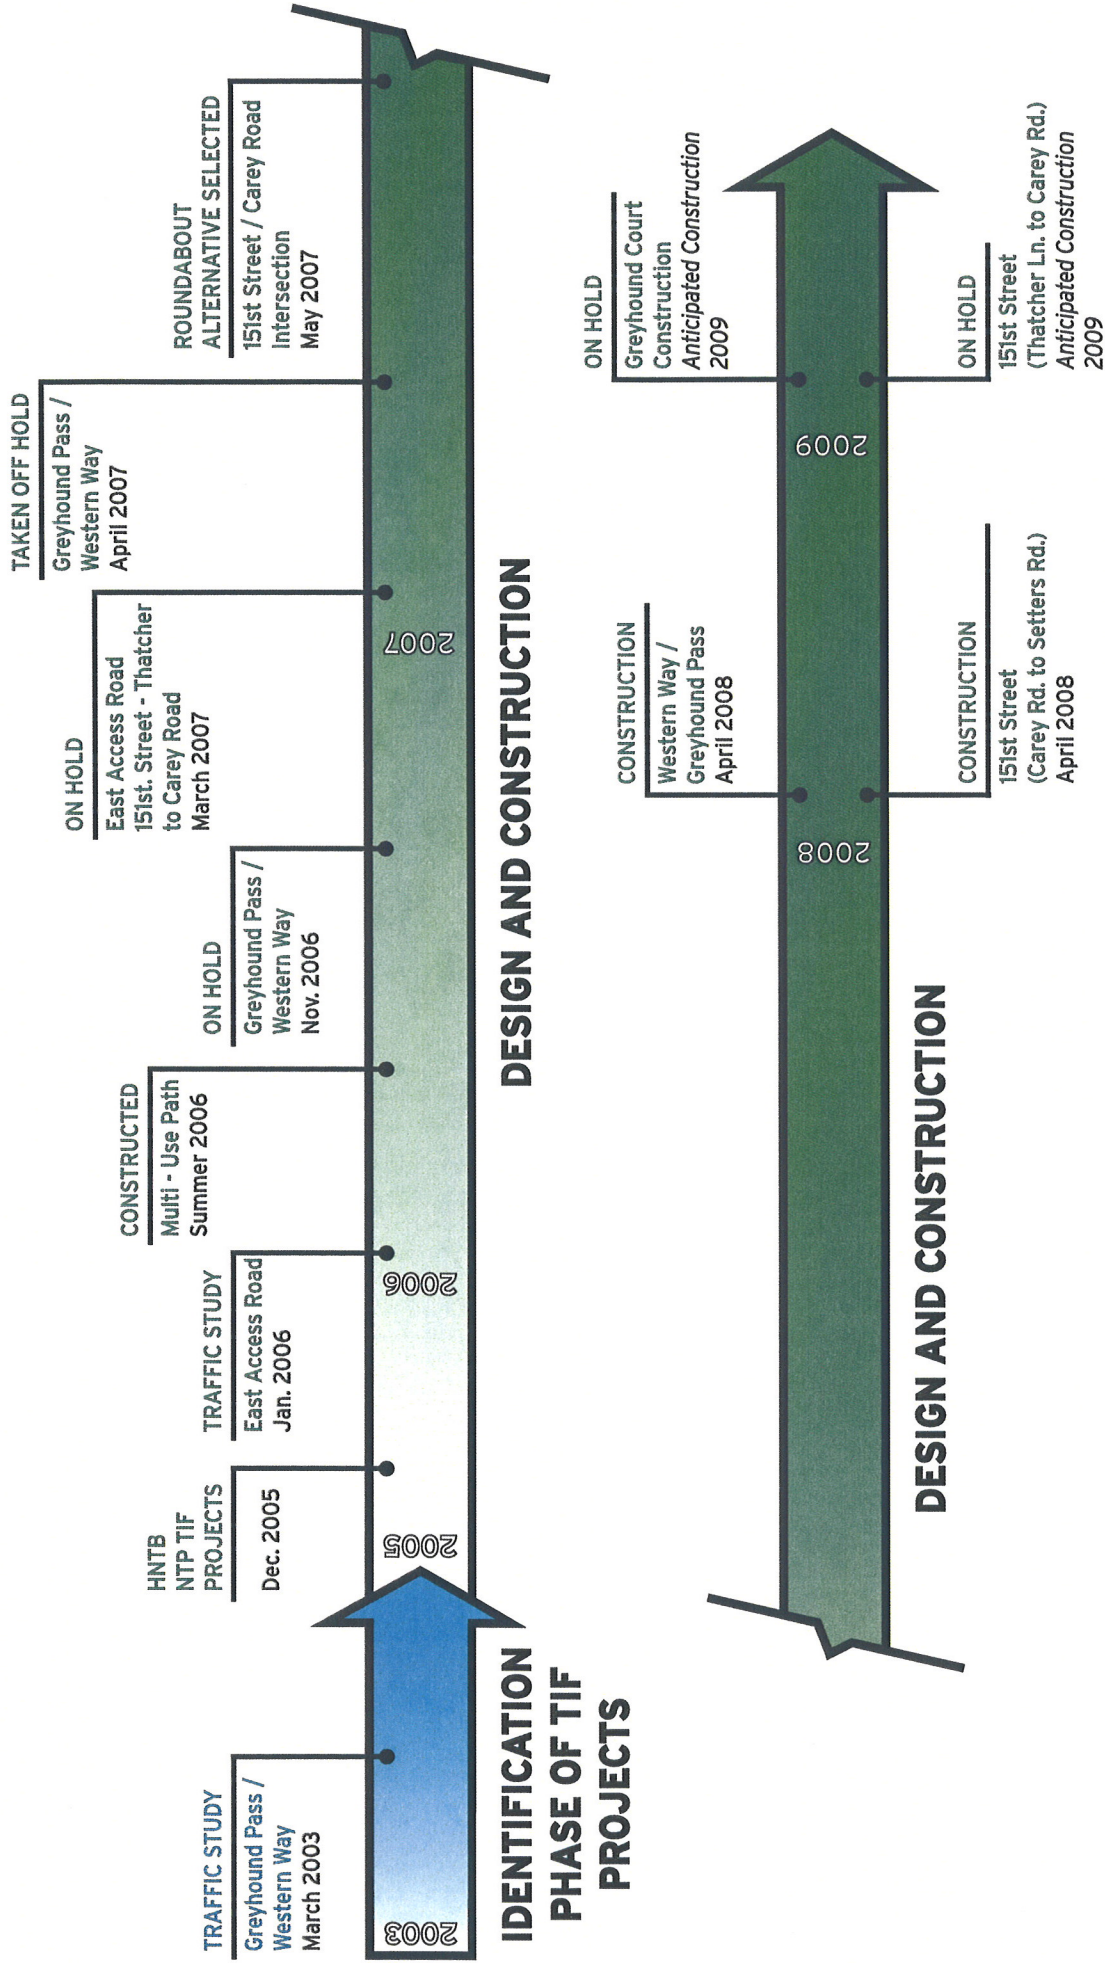 TRAFFIC STUDY
Greyhound Pass /
Western Way
March 2003
HNTB
NTP TIF
PROJECTS
Dec. 2005
TRAFFIC STUDY
East Access Road
Jan. 2006
CONSTRUCTED
Multi - Use Path
Summer 2006
ON HOLD
Greyhound Pass /
Western Way
Nov. 2006
ON HOLD
East Access Road
151st. Street - Thatcher
to Carey Road
March 2007
TAKEN OFF HOLD
Greyhound Pass /
Western Way
April 2007
ROUNDABOUT
ALTERNATIVE SELECTED
151st Street / Carey Road
Intersection
May 2007
2003
2005
2006
2007
IDENTIFICATION
PHASE OF TIF
PROJECTS
DESIGN AND CONSTRUCTION
CONSTRUCTION
Western Way /
Greyhound Pass
April 2008
ON HOLD
Greyhound Court
Construction
Anticipated Construction
2009
2008
2009
DESIGN AND CONSTRUCTION
CONSTRUCTION
151st Street
(Carey Rd. to Setters Rd.)
April 2008
ON HOLD
151st Street
(Thatcher Ln. to Carey Rd.)
Anticipated Construction
2009